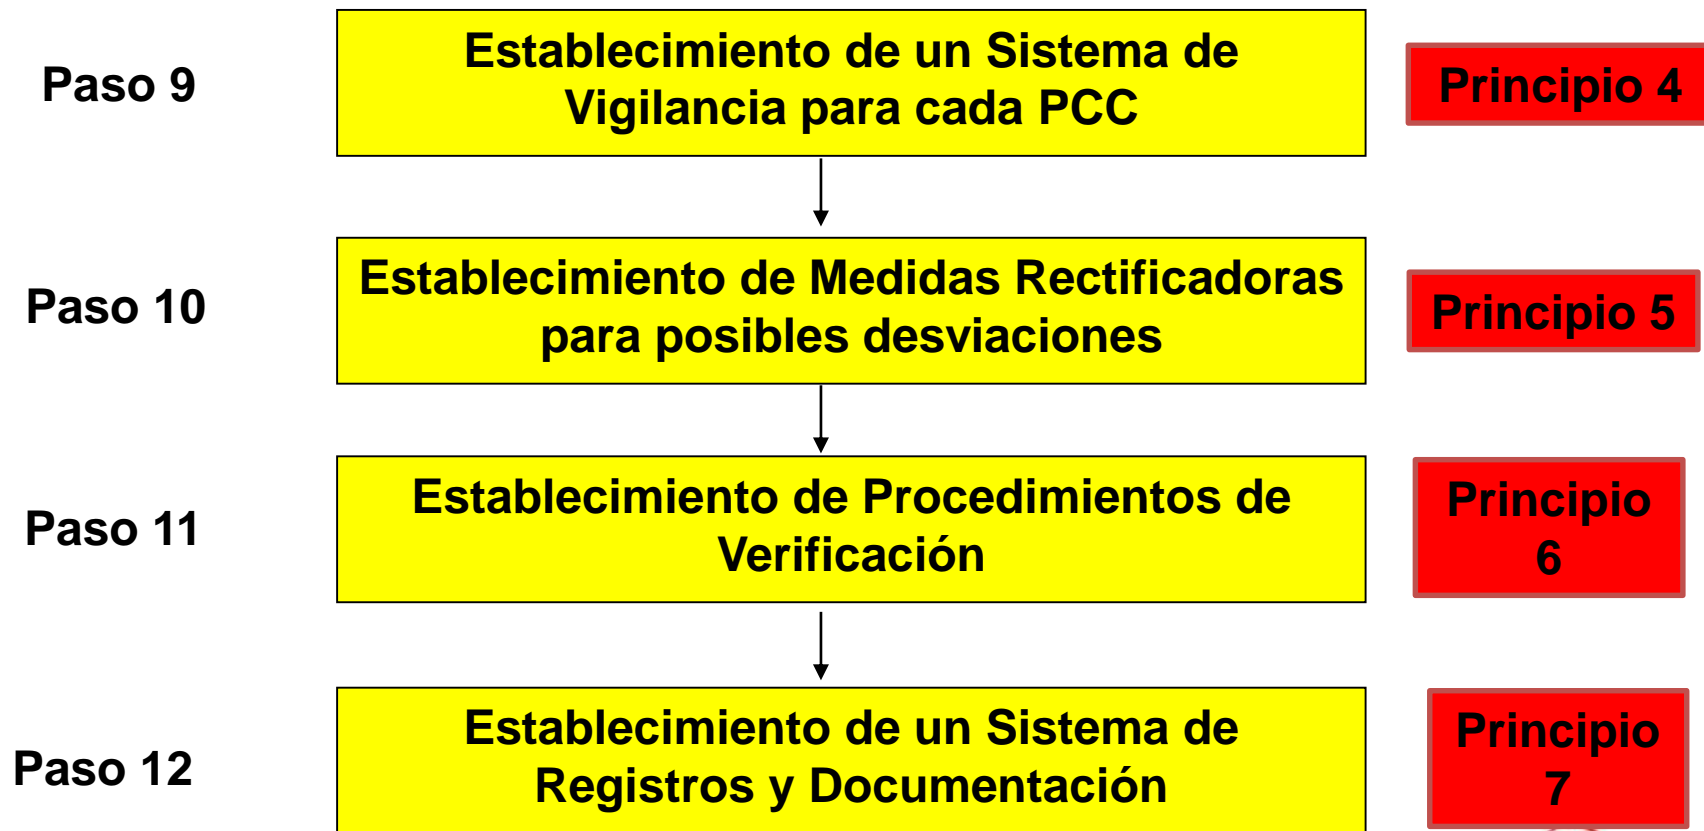 Paso 9
Establecimiento de un Sistema de
Vigilancia para cada PCC
Principio 4
Paso 10
Establecimiento de Medidas Rectificadoras
para posibles desviaciones
Principio 5
Paso 11
Establecimiento de Procedimientos de
Verificación
Principio
6
Paso 12
Establecimiento de un Sistema de
Registros y Documentación
Principio
7